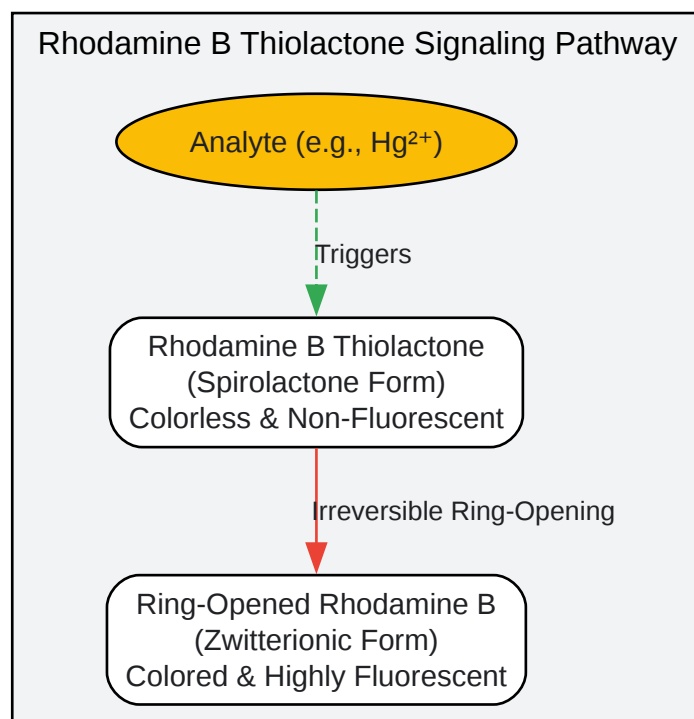 Rhodamine B Thiolactone Signaling Pathway
Analyte (e.g., Hg²⁺)
Triggers
Rhodamine B Thiolactone
(Spirolactone Form)
Colorless & Non-Fluorescent
Irreversible Ring-Opening
Ring-Opened Rhodamine B
(Zwitterionic Form)
Colored & Highly Fluorescent